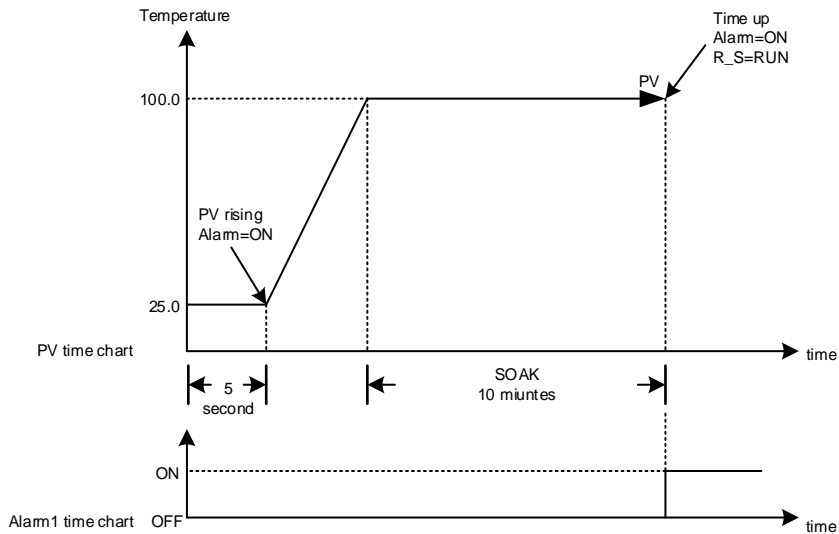 Temperature
Time up
Alarm=ON
R_S=RUN
PV
100.0
PV rising
Alarm=ON
25.0
PV time chart
time
5
second
SOAK
10 miuntes
ON
Alarm1 time chart
OFF
time